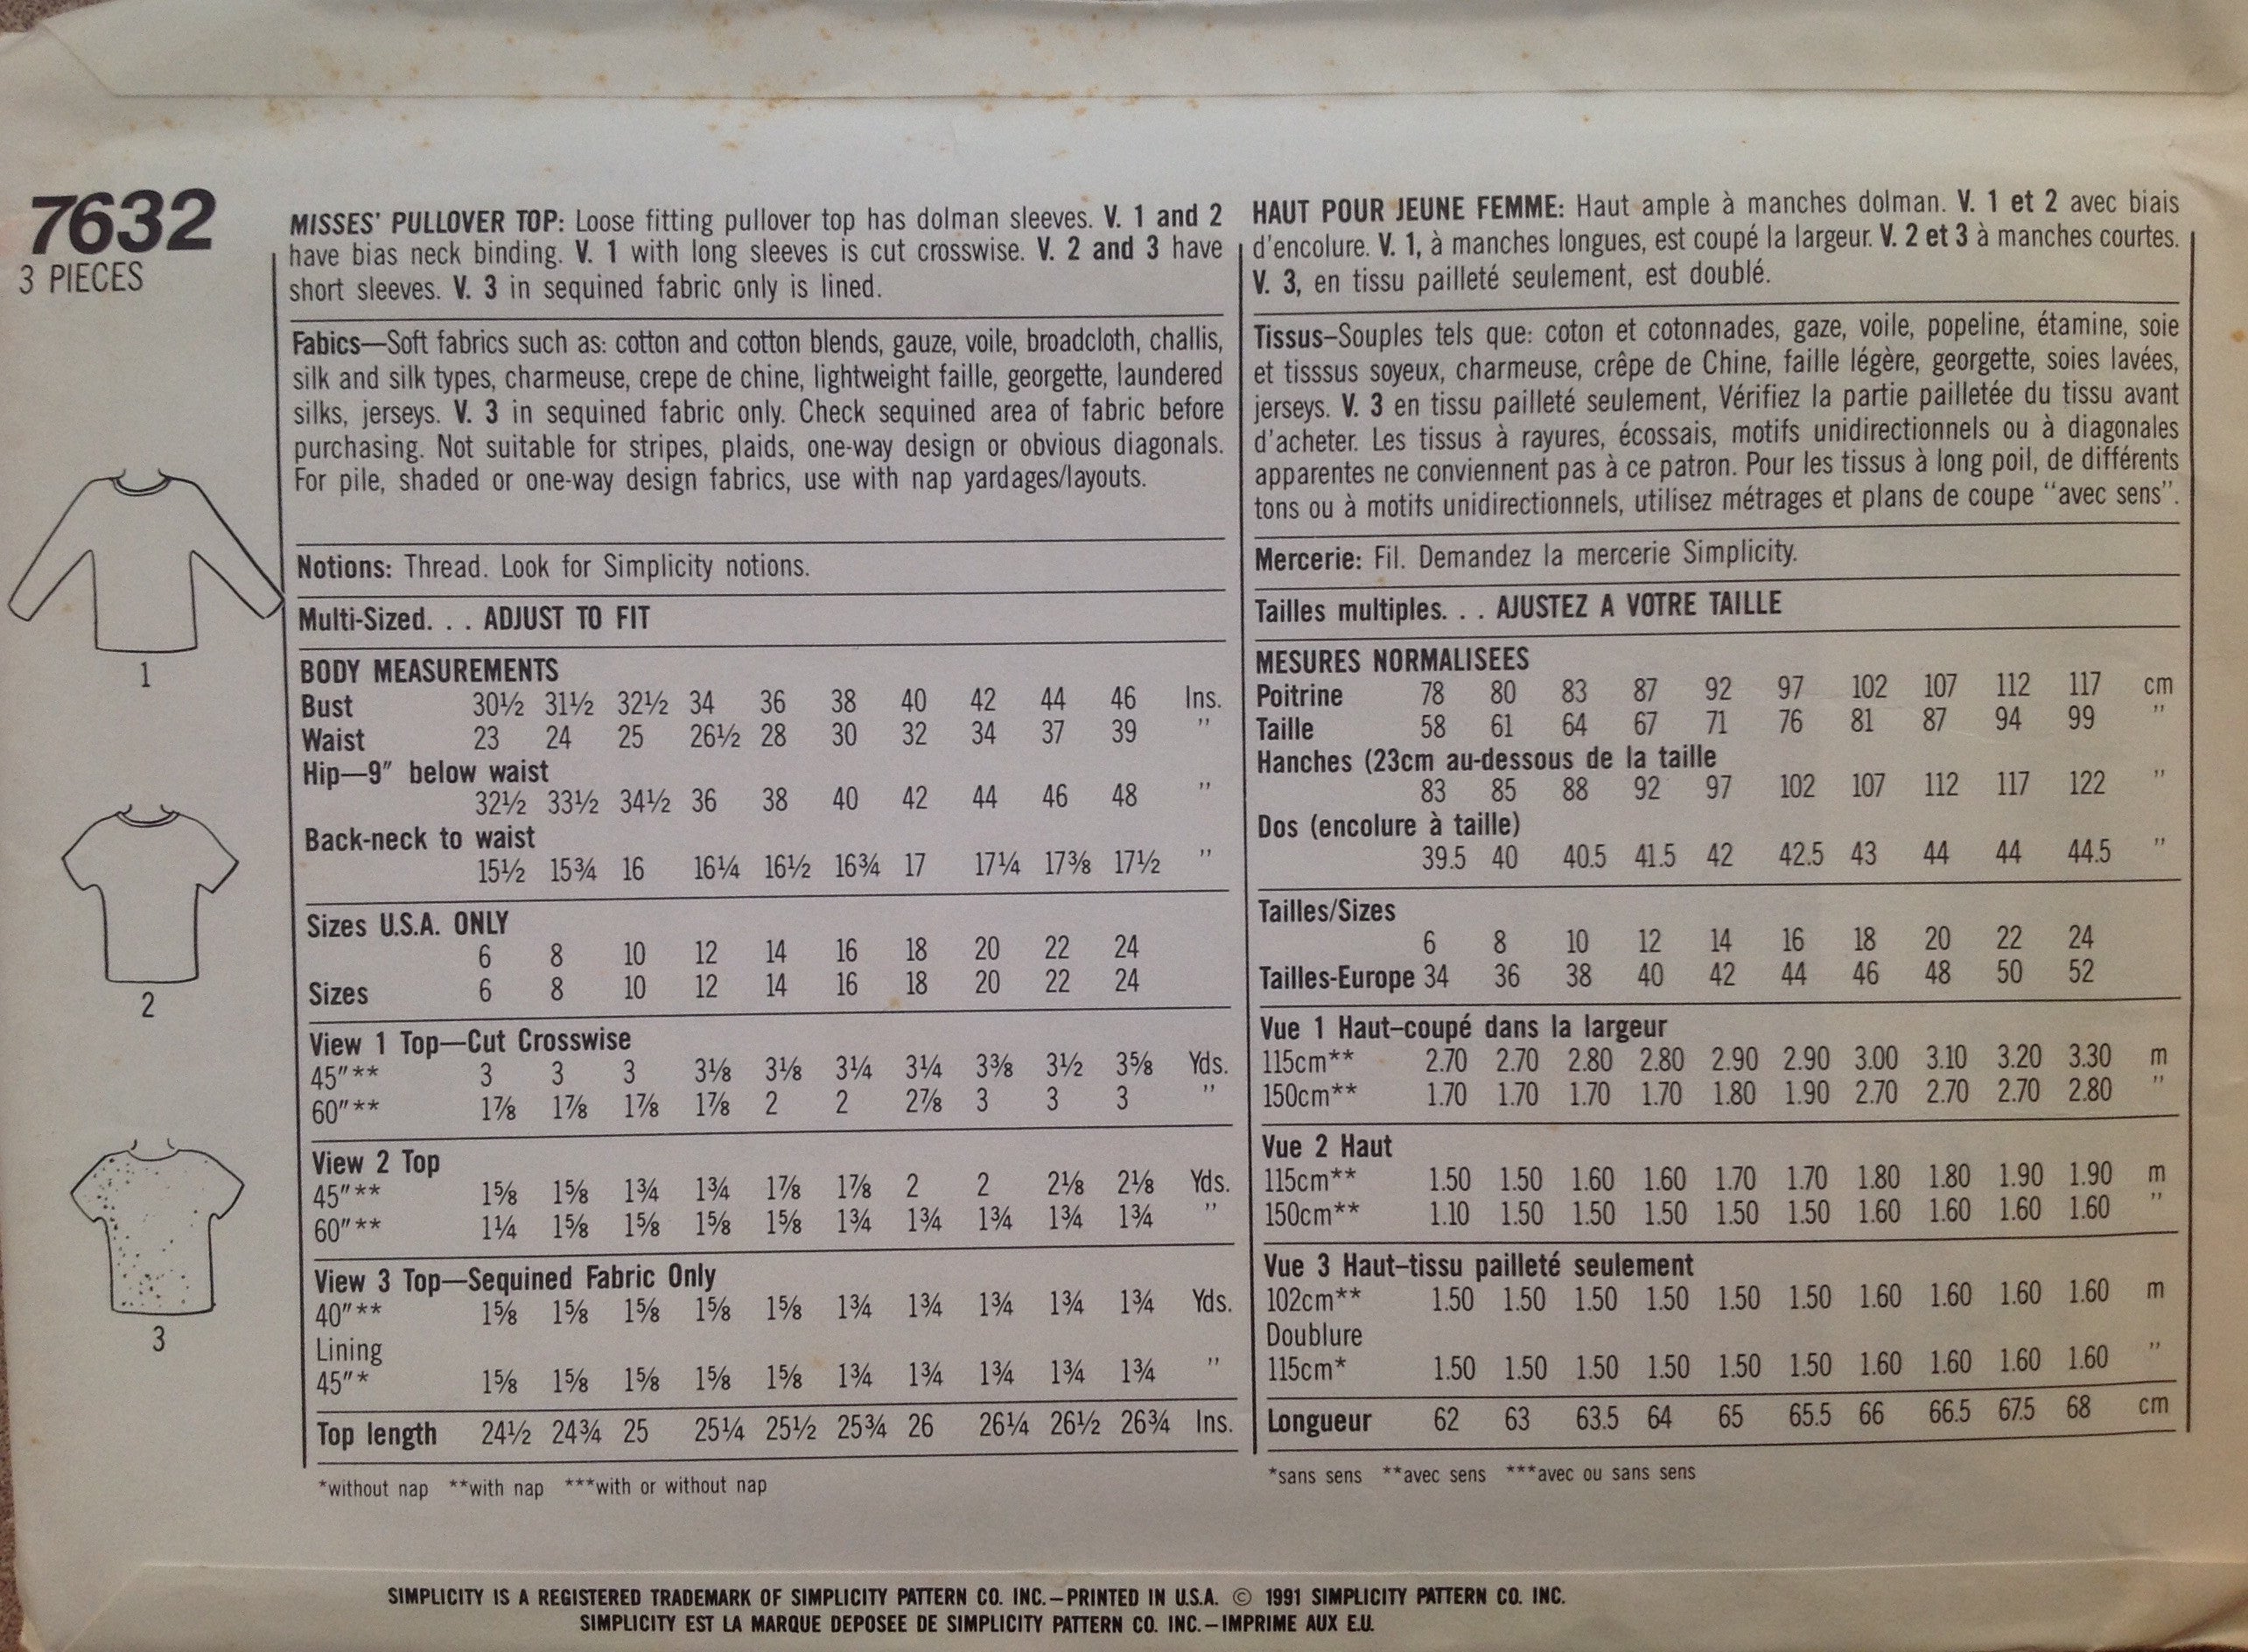 7632
3 PIECES
1
2
3
MISSES' PULLOVER TOP: Loose fitting pullover top has dolman sleeves. V. 1 and 2
have bias neck binding. V. 1 with long sleeves is cut crosswise. V. 2 and 3 have
short sleeves. V. 3 in sequined fabric only is lined.
Fabics—Soft fabrics such as: cotton and cotton blends, gauze, voile, broadcloth, challis,
silk and silk types, charmeuse, crepe de chine, lightweight faille, georgette, laundered
silks, jerseys. V. 3 in sequined fabric only. Check sequined area of fabric before
purchasing. Not suitable for stripes, plaids, one-way design or obvious diagonals.
For pile, shaded or one-way design fabrics, use with nap yardages/layouts.
Notions: Thread. Look for Simplicity notions.
Multi-Sized. . . ADJUST TO FIT
BODY MEASUREMENTS
Bust 30½ 31½ 32½ 34 36 38 40 42 44 46 Ins.
Waist 23 24 25 26½ 28 30 32 34 37 39 "
Hip—9" below waist
32½ 33½ 34½ 36 38 40 42 44 46 48 "
Back-neck to waist
15½ 15¾ 16 16¼ 16½ 16¾ 17 17¼ 17⅜ 17½ "
Sizes U.S.A. ONLY
6 8 10 12 14 16 18 20 22 24
Sizes 6 8 10 12 14 16 18 20 22 24
View 1 Top—Cut Crosswise
45"** 3 3 3 3⅛ 3⅛ 3¼ 3¼ 3⅜ 3½ 3⅝ Yds.
60"** 1⅞ 1⅞ 1⅞ 1⅞ 2 2 2⅞ 3 3 3 "
View 2 Top
45"** 1⅝ 1⅝ 1¾ 1¾ 1⅞ 1⅞ 2 2 2⅛ 2⅛ Yds.
60"** 1¼ 1⅝ 1⅝ 1⅝ 1⅝ 1¾ 1¾ 1¾ 1¾ 1¾ "
View 3 Top—Sequined Fabric Only
40"** 1⅝ 1⅝ 1⅝ 1⅝ 1⅝ 1¾ 1¾ 1¾ 1¾ 1¾ Yds.
Lining
45"* 1⅝ 1⅝ 1⅝ 1⅝ 1⅝ 1¾ 1¾ 1¾ 1¾ 1¾ "
Top length 24½ 24¾ 25 25¼ 25½ 25¾ 26 26¼ 26½ 26¾ Ins.
*without nap **with nap ***with or without nap
HAUT POUR JEUNE FEMME: Haut ample à manches dolman. V. 1 et 2 avec biais
d'encolure. V. 1, à manches longues, est coupé la largeur. V. 2 et 3 à manches courtes.
V. 3, en tissu pailleté seulement, est doublé.
Tissus–Souples tels que: coton et cotonnades, gaze, voile, popeline, étamine, soie
et tisssus soyeux, charmeuse, crêpe de Chine, faille légère, georgette, soies lavées,
jerseys. V. 3 en tissu pailleté seulement, Vérifiez la partie pailletée du tissu avant
d'acheter. Les tissus à rayures, écossais, motifs unidirectionnels ou à diagonales
apparentes ne conviennent pas à ce patron. Pour les tissus à long poil, de différents
tons ou à motifs unidirectionnels, utilisez métrages et plans de coupe "avec sens".
Mercerie: Fil. Demandez la mercerie Simplicity.
Tailles multiples. . . AJUSTEZ A VOTRE TAILLE
MESURES NORMALISEES
Poitrine 78 80 83 87 92 97 102 107 112 117 cm
Taille 58 61 64 67 71 76 81 87 94 99 "
Hanches (23cm au-dessous de la taille
83 85 88 92 97 102 107 112 117 122 "
Dos (encolure à taille)
39.5 40 40.5 41.5 42 42.5 43 44 44 44.5 "
Tailles/Sizes
6 8 10 12 14 16 18 20 22 24
Tailles-Europe 34 36 38 40 42 44 46 48 50 52
Vue 1 Haut–coupé dans la largeur
115cm** 2.70 2.70 2.80 2.80 2.90 2.90 3.00 3.10 3.20 3.30 m
150cm** 1.70 1.70 1.70 1.70 1.80 1.90 2.70 2.70 2.70 2.80 "
Vue 2 Haut
115cm** 1.50 1.50 1.60 1.60 1.70 1.70 1.80 1.80 1.90 1.90 m
150cm** 1.10 1.50 1.50 1.50 1.50 1.50 1.60 1.60 1.60 1.60 "
Vue 3 Haut–tissu pailleté seulement
102cm** 1.50 1.50 1.50 1.50 1.50 1.50 1.60 1.60 1.60 1.60 m
Doublure
115cm* 1.50 1.50 1.50 1.50 1.50 1.50 1.60 1.60 1.60 1.60 "
Longueur 62 63 63.5 64 65 65.5 66 66.5 67.5 68 cm
*sans sens **avec sens ***avec ou sans sens
SIMPLICITY IS A REGISTERED TRADEMARK OF SIMPLICITY PATTERN CO. INC.–PRINTED IN U.S.A. © 1991 SIMPLICITY PATTERN CO. INC.
SIMPLICITY EST LA MARQUE DEPOSEE DE SIMPLICITY PATTERN CO. INC.–IMPRIME AUX E.U.